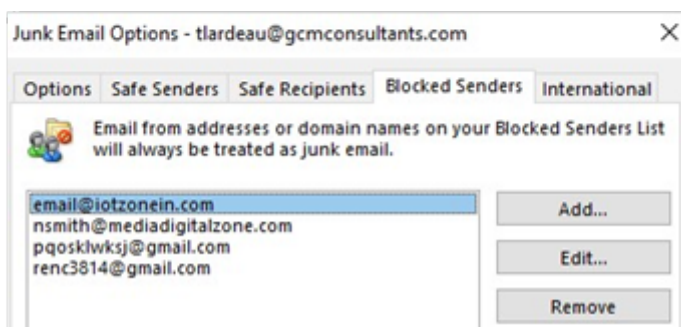 Junk Email Options - tlardeau@gcmconsultants.com
Options Safe Senders Safe Recipients Blocked Senders International
Email from addresses or domain names on your Blocked Senders List
will always be treated as junk email.
email@iotzonein.com
nsmith@mediadigitalzone.com
pqosklwksj@gmail.com
renc3814@gmail.com
Add...
Edit...
Remove